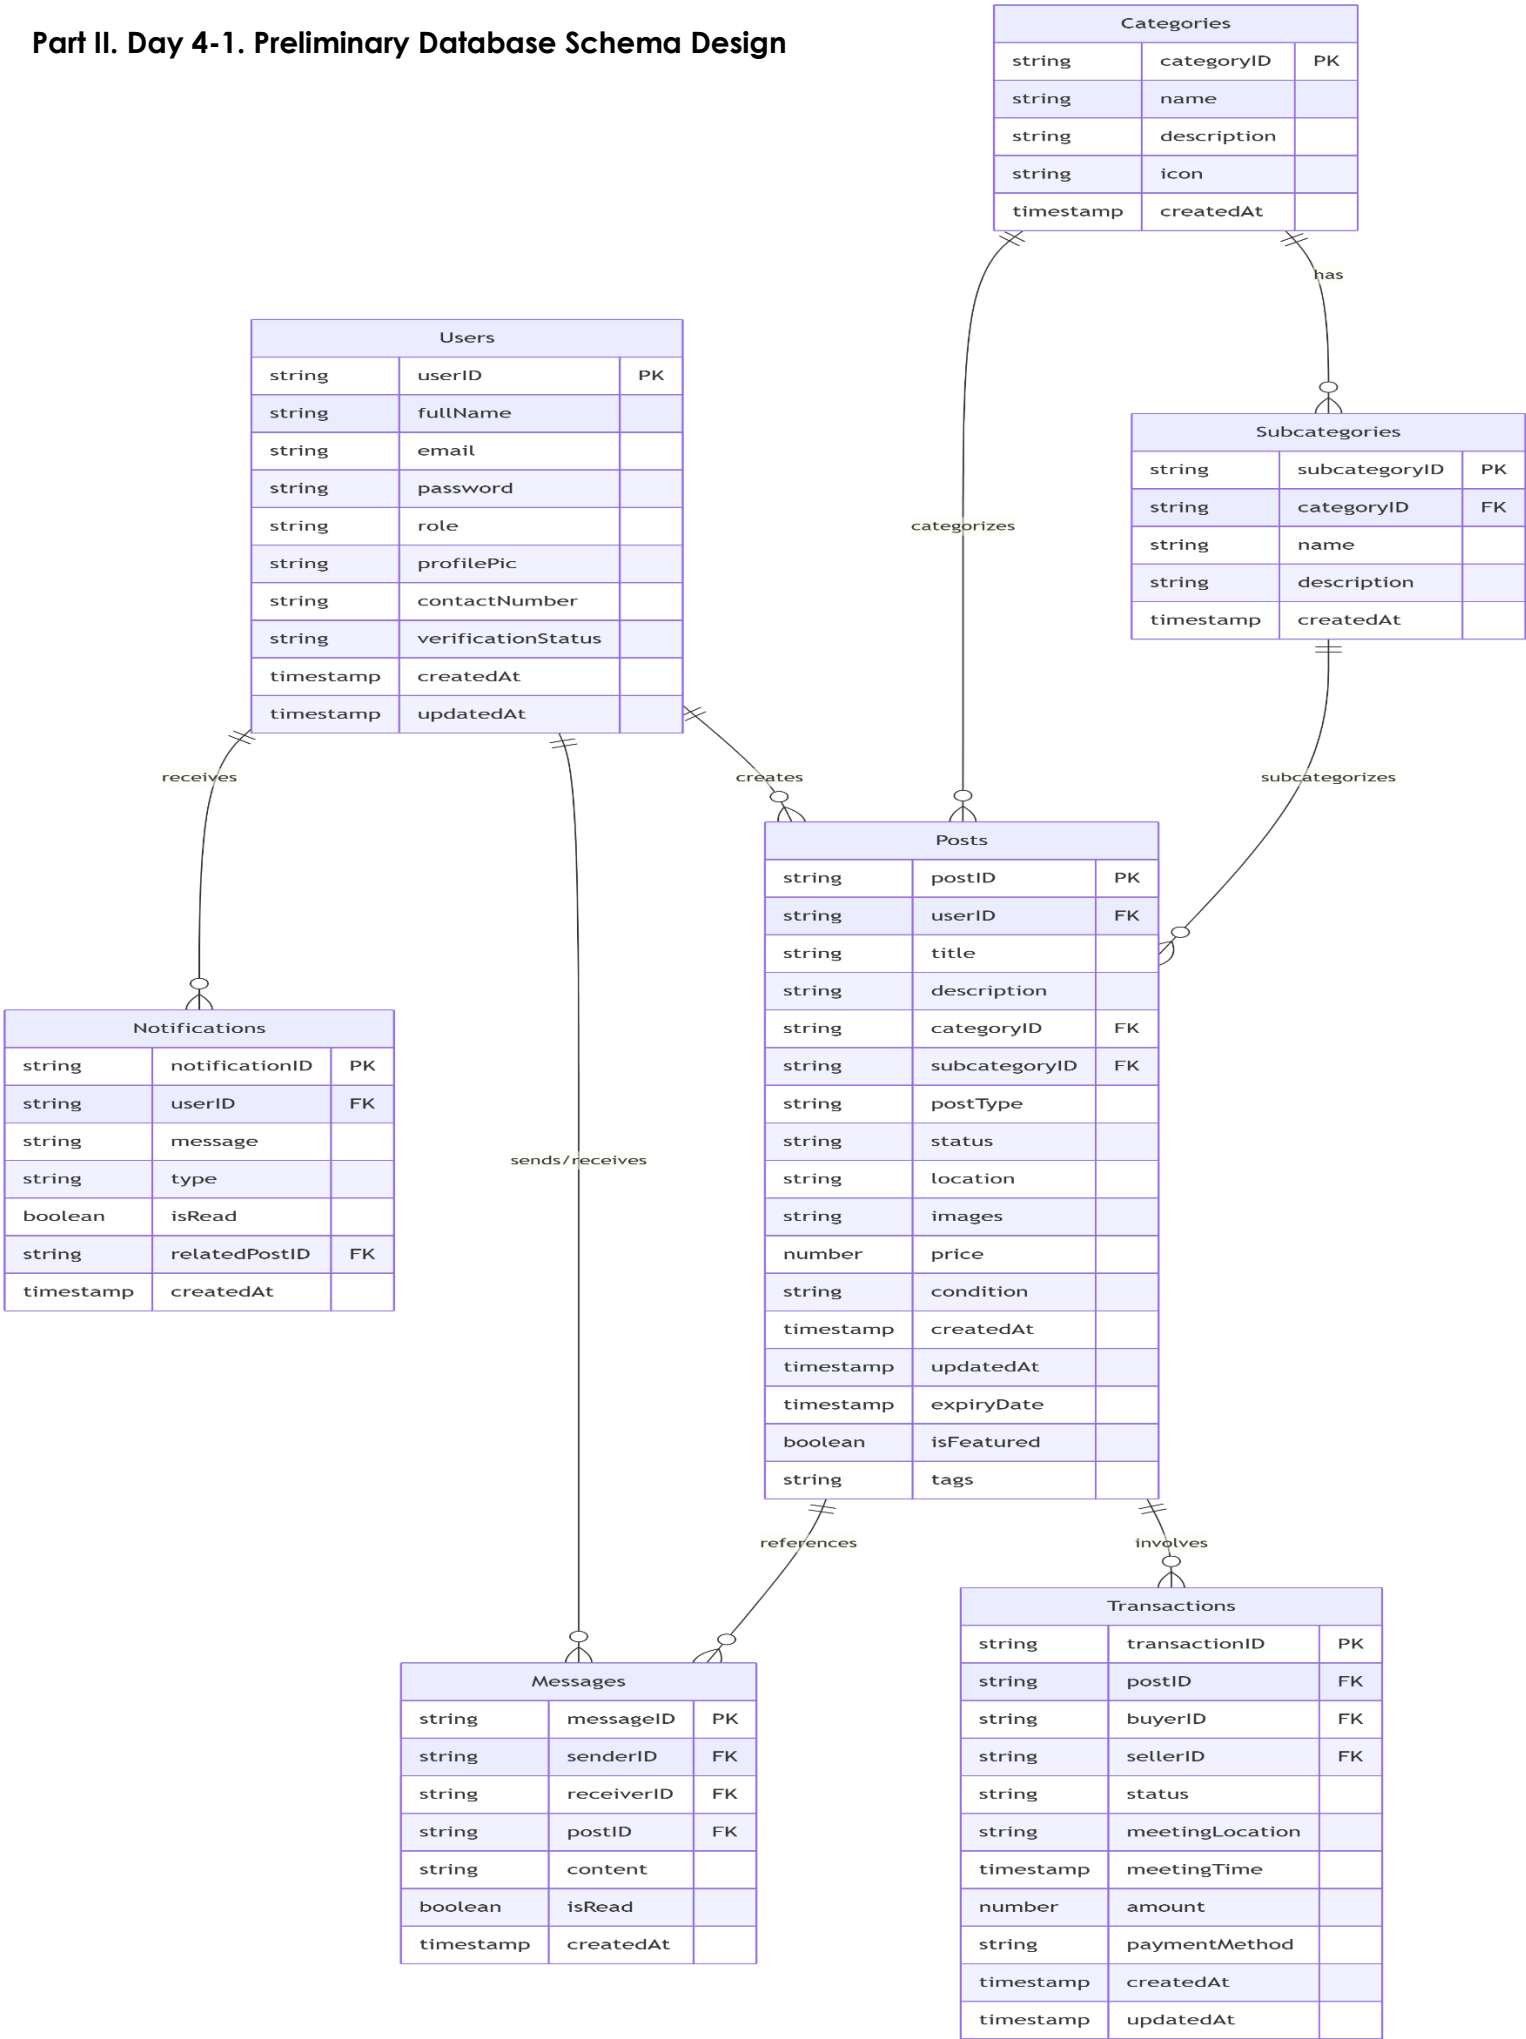 Part II. Day 4-1. Preliminary Database Schema Design
Categories
string categoryID PK
string name
string description
string icon
timestamp createdAt
has
Users
string userID PK
string fullName
string email
string password
string role
string profilePic
string contactNumber
string verificationStatus
timestamp createdAt
timestamp updatedAt
categorizes
Subcategories
string subcategoryID PK
string categoryID FK
string name
string description
timestamp createdAt
receives
creates
subcategorizes
Posts
string postID PK
string userID FK
string title
string description
string categoryID FK
string subcategoryID FK
string postType
string status
string location
string images
number price
string condition
timestamp createdAt
timestamp updatedAt
timestamp expiryDate
boolean isFeatured
string tags
Notifications
string notificationID PK
string userID FK
string message
string type
boolean isRead
string relatedPostID FK
timestamp createdAt
sends/receives
references
involves
Messages
string messageID PK
string senderID FK
string receiverID FK
string postID FK
string content
boolean isRead
timestamp createdAt
Transactions
string transactionID PK
string postID FK
string buyerID FK
string sellerID FK
string status
string meetingLocation
timestamp meetingTime
number amount
string paymentMethod
timestamp createdAt
timestamp updatedAt